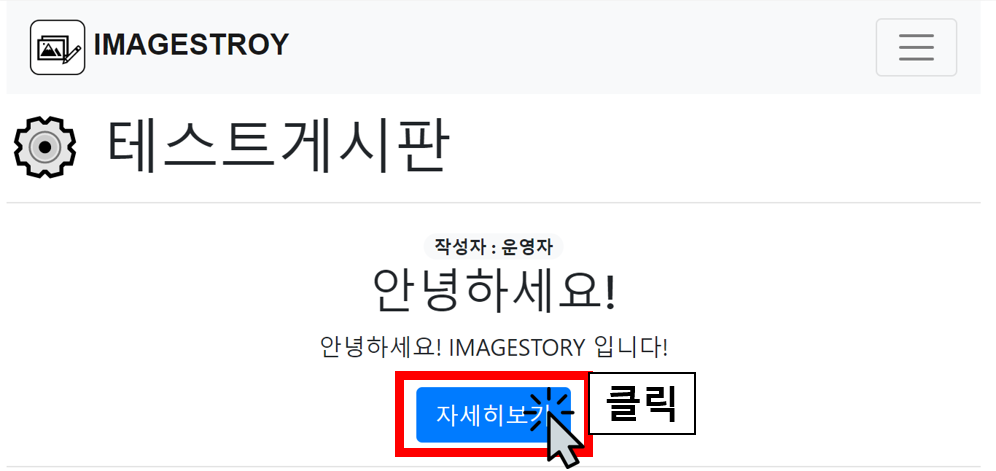 IMAGESTROY
테스트게시판
작성자 : 운영자
안녕하세요!
안녕하세요! IMAGESTORY 입니다!
자세히보기
클릭